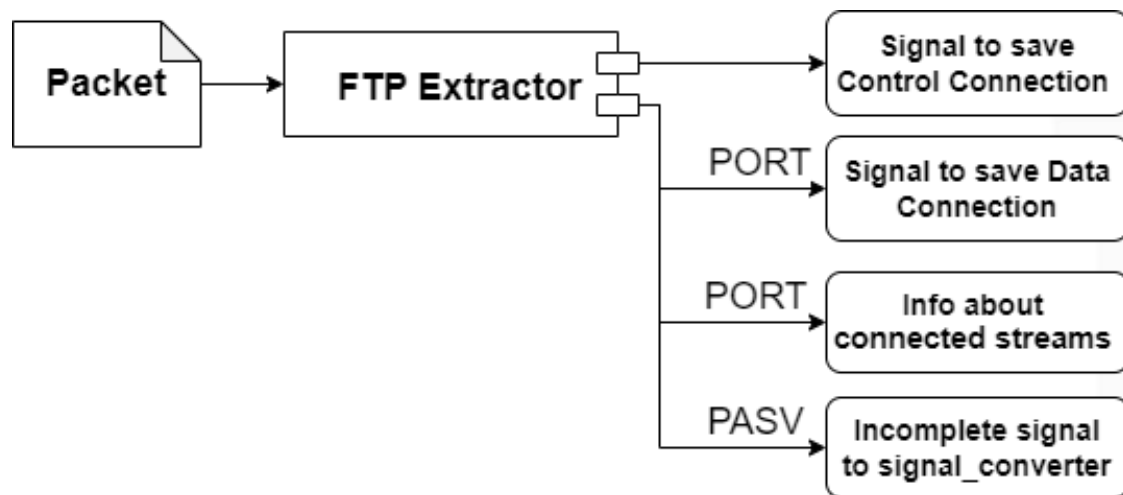 Packet
FTP Extractor
Signal to save
Control Connection
PORT
Signal to save Data
Connection
PORT
Info about
connected streams
PASV
Incomplete signal
to signal_converter